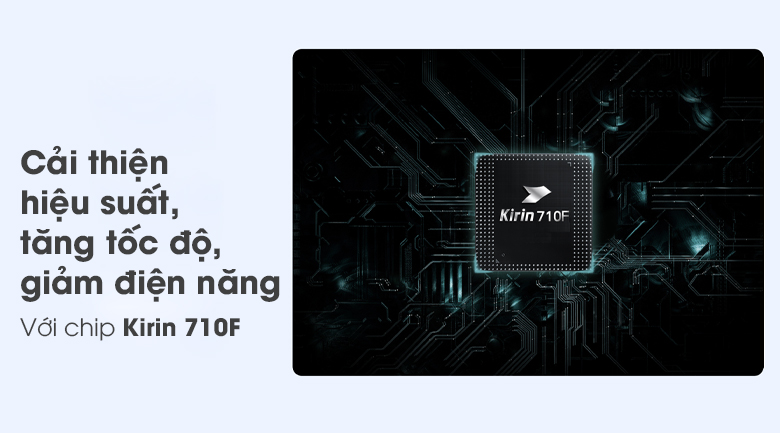 Cải thiện
hiệu suất,
tăng tốc độ,
giảm điện năng
Với chip Kirin 710F
Kirin 710F